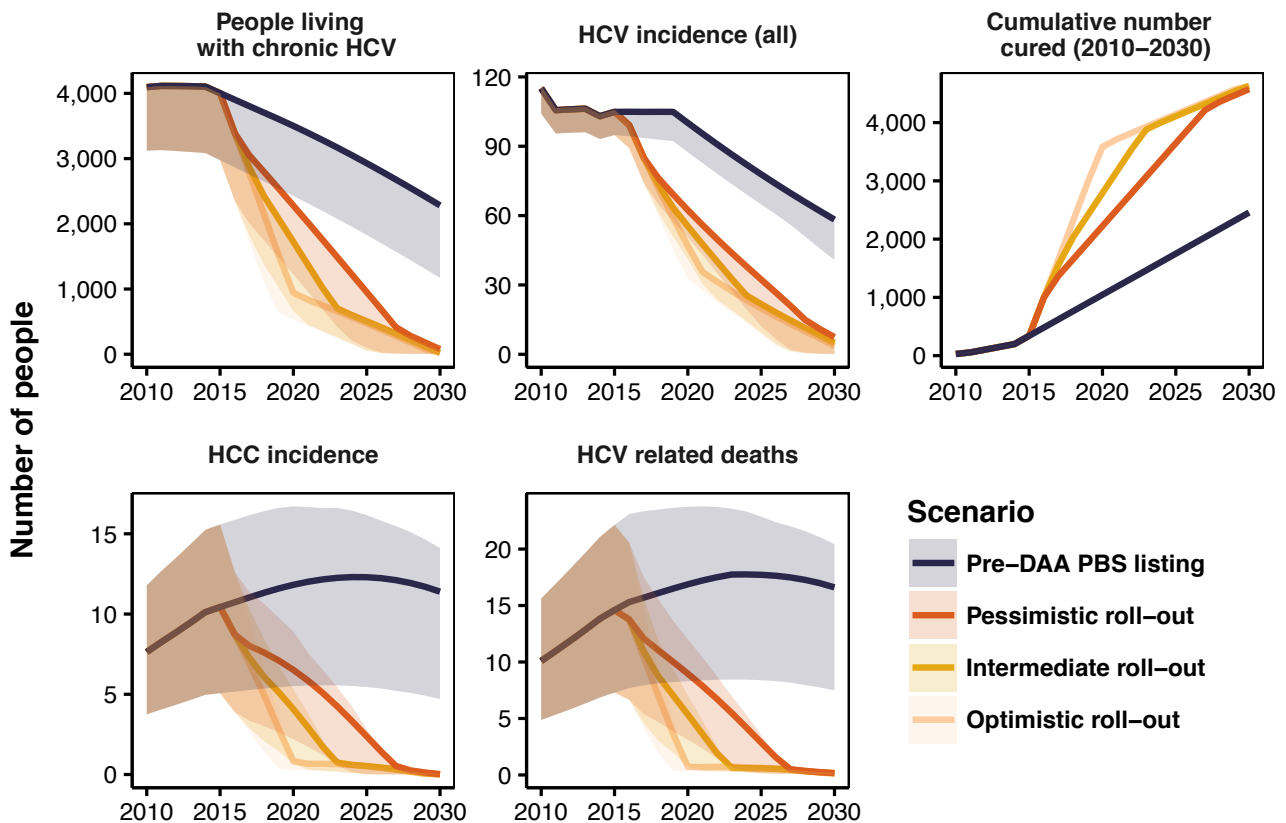 People living
with chronic HCV
HCV incidence (all)
Cumulative number
cured (2010–2030)
4,000
3,000
2,000
1,000
0
2010 2015 2020 2025 2030
120
90
60
30
0
2010 2015 2020 2025 2030
4,000
3,000
2,000
1,000
0
2010 2015 2020 2025 2030
Number of people
HCC incidence
HCV related deaths
15
10
5
0
2010 2015 2020 2025 2030
20
15
10
5
0
2010 2015 2020 2025 2030
Scenario
Pre−DAA PBS listing
Pessimistic roll−out
Intermediate roll−out
Optimistic roll−out